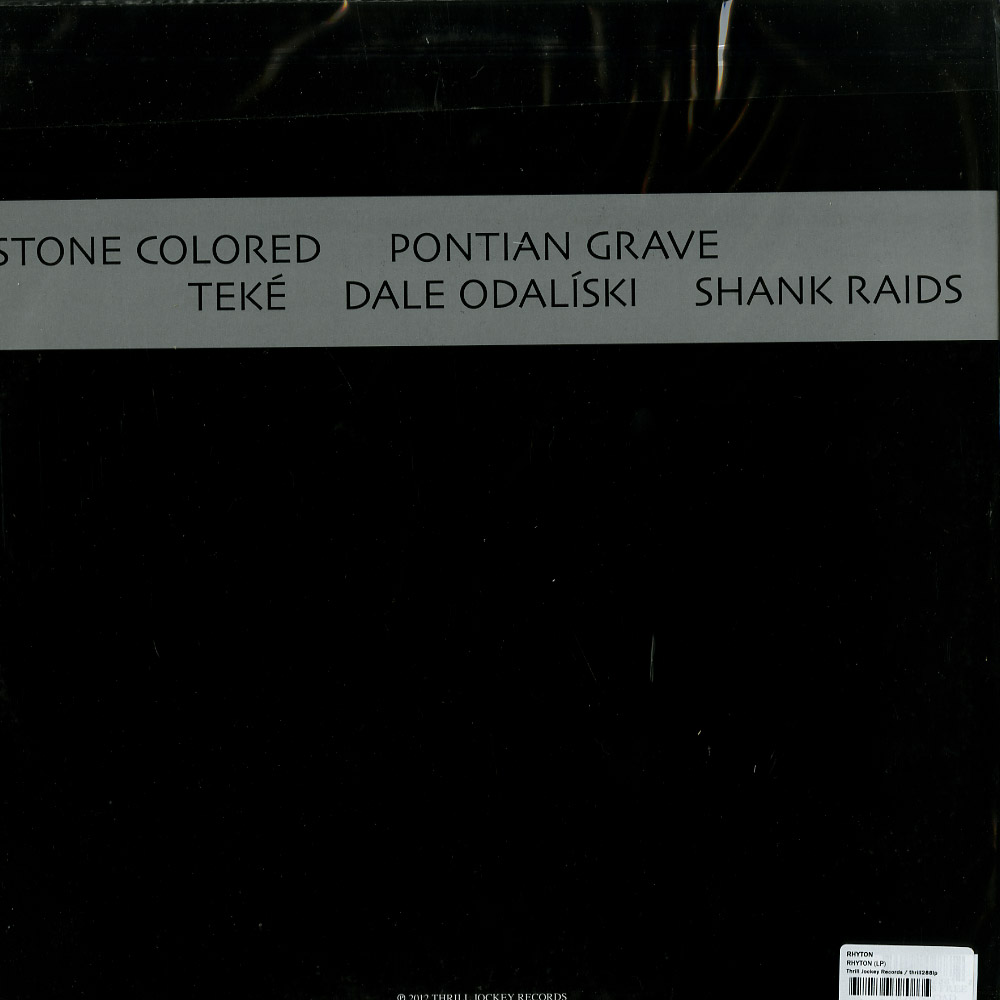 STONE COLORED PONTIAN GRAVE
TEKÉ DALE ODALÍSKI SHANK RAIDS
RHYTON
RHYTON (LP)
Thrill Jockey Records / thrill288lp
℗ 2012 THRILL JOCKEY RECORDS